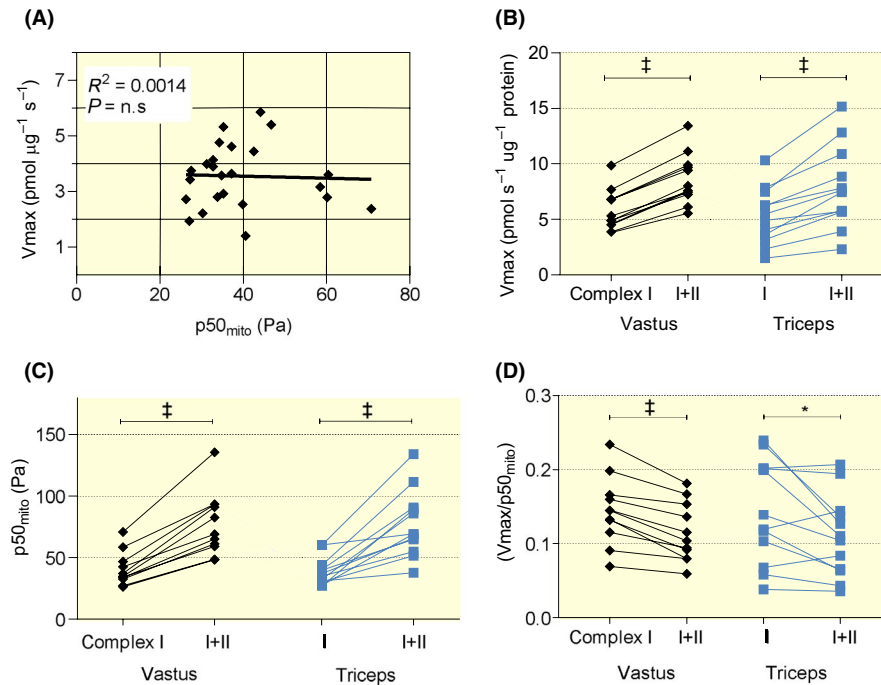 (A)
Vmax (pmol µg⁻¹ s⁻¹)
7
5
3
1
R² = 0.0014
P = n.s
0 20 40 60 80
p50mito (Pa)
(B)
Vmax (pmol s⁻¹ ug⁻¹ protein)
20
15
10
5
0
‡ ‡
Complex I I+II I I+II
Vastus Triceps
(C)
p50mito (Pa)
150
100
50
0
‡ ‡
Complex I I+II I I+II
Vastus Triceps
(D)
(Vmax/p50mito)
0.3
0.2
0.1
0.0
‡ *
Complex I I+II I I+II
Vastus Triceps